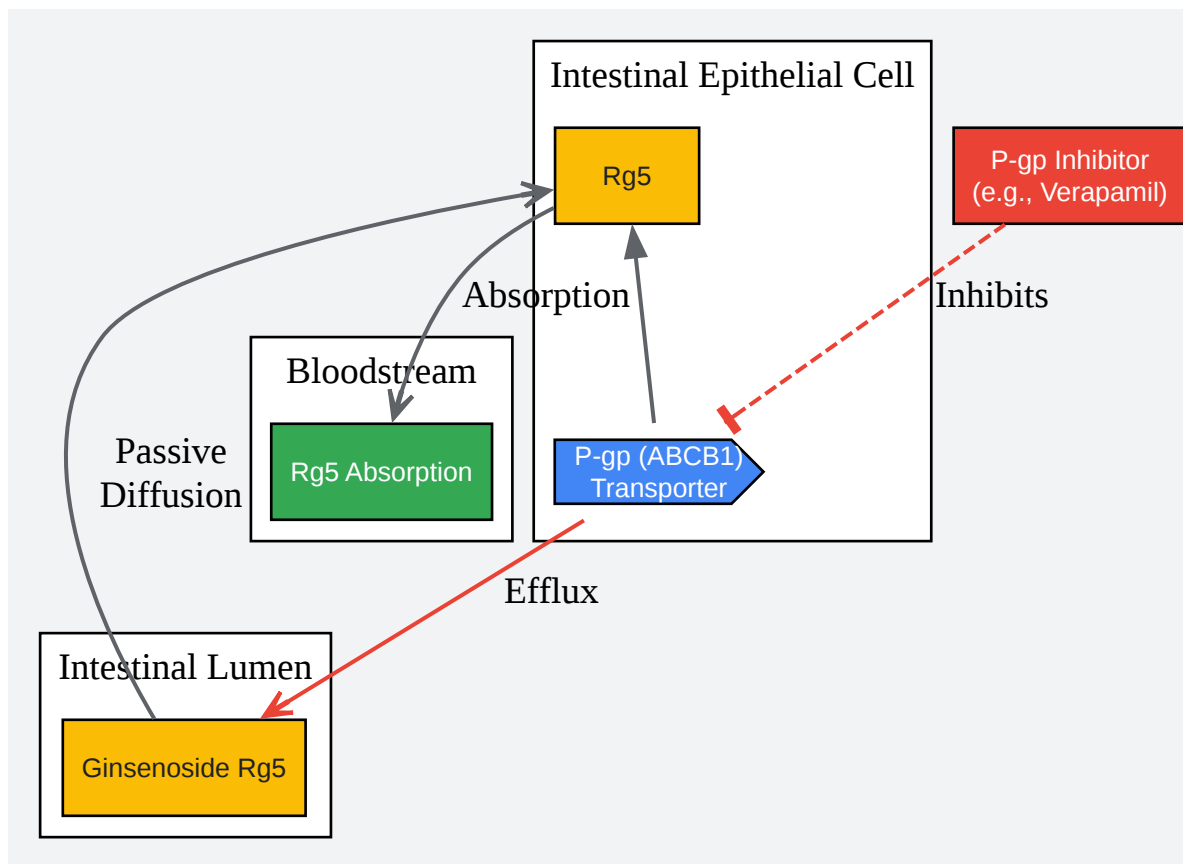 Intestinal Epithelial Cell
Rg5
P-gp Inhibitor
(e.g., Verapamil)
Absorption
Inhibits
Bloodstream
Rg5 Absorption
Passive
Diffusion
P-gp (ABCB1)
Transporter
Efflux
Intestinal Lumen
Ginsenoside Rg5